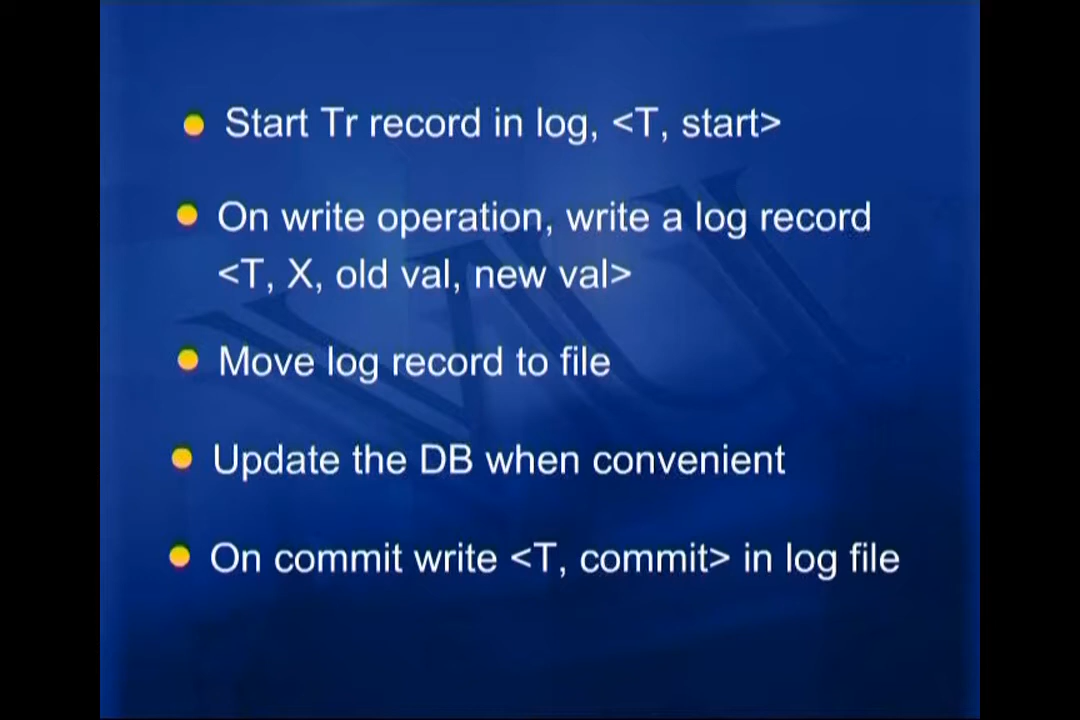 Start Tr record in log, <T, start>
On write operation, write a log record
<T, X, old val, new val>
Move log record to file
Update the DB when convenient
On commit write <T, commit> in log file
VU